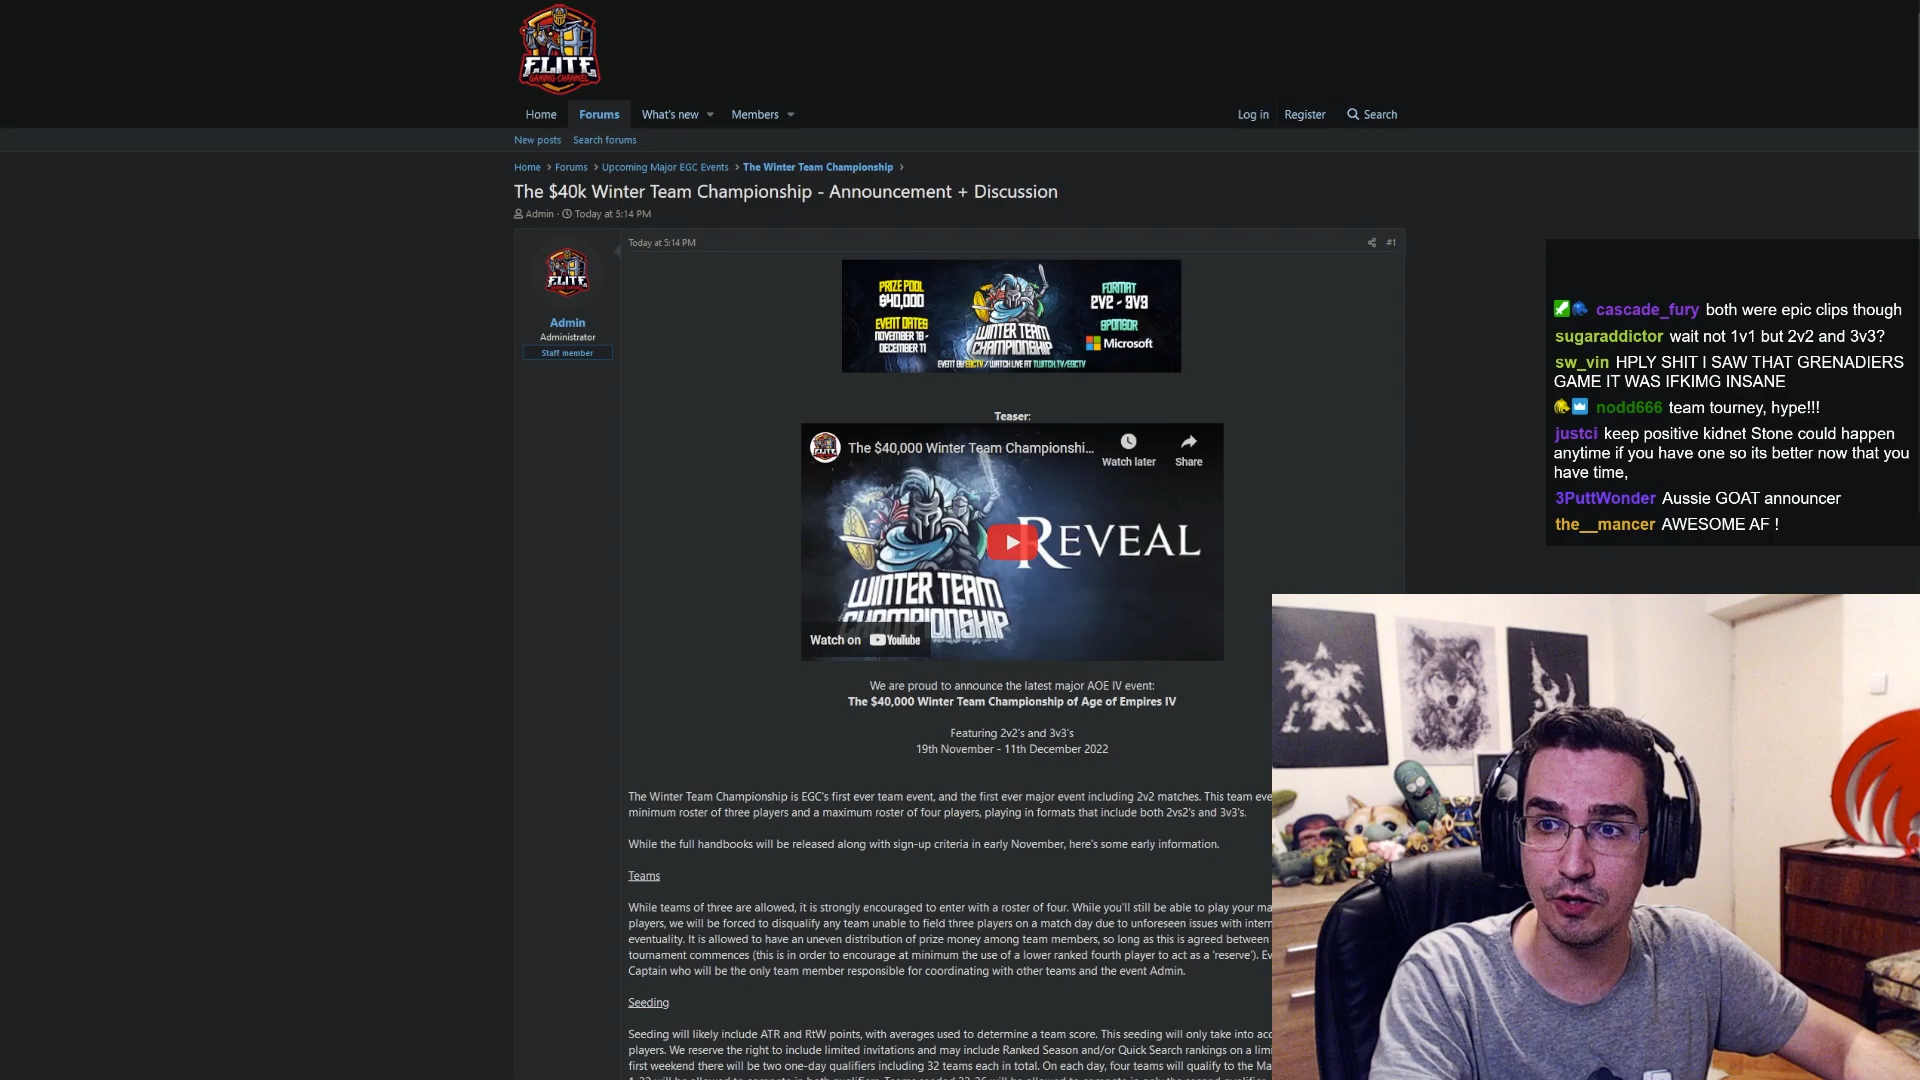 ELITE
GAMING CHANNEL
Home
Forums
What's new
Members
Log in
Register
Search
New posts
Search forums
Home > Forums > Upcoming Major EGC Events > The Winter Team Championship >
The $40k Winter Team Championship - Announcement + Discussion
Admin · Today at 5:14 PM
Today at 5:14 PM
#1
ELITE
Admin
Administrator
Staff member
PRIZE POOL
$40,000
EVENT DATES
NOVEMBER 18 -
DECEMBER 11
WINTER TEAM
CHAMPIONSHIP
FORMAT
2V2 - 3V3
SPONSOR
Microsoft
EVENT BY EGCTV / WATCH LIVE AT TWITCH.TV/EGCTV
Teaser:
The $40,000 Winter Team Championshi...
Watch later
Share
REVEAL
WINTER TEAM
CHAMPIONSHIP
Watch on YouTube
We are proud to announce the latest major AOE IV event:
The $40,000 Winter Team Championship of Age of Empires IV
Featuring 2v2's and 3v3's
19th November - 11th December 2022
The Winter Team Championship is EGC's first ever team event, and the first ever major event including 2v2 matches. This team eve
minimum roster of three players and a maximum roster of four players, playing in formats that include both 2vs2's and 3v3's.
While the full handbooks will be released along with sign-up criteria in early November, here's some early information.
Teams
While teams of three are allowed, it is strongly encouraged to enter with a roster of four. While you'll still be able to play your ma
players, we will be forced to disqualify any team unable to field three players on a match day due to unforeseen issues with intern
eventuality. It is allowed to have an uneven distribution of prize money among team members, so long as this is agreed between
tournament commences (this is in order to encourage at minimum the use of a lower ranked fourth player to act as a 'reserve'). Ev
Captain who will be the only team member responsible for coordinating with other teams and the event Admin.
Seeding
Seeding will likely include ATR and RtW points, with averages used to determine a team score. This seeding will only take into acc
players. We reserve the right to include limited invitations and may include Ranked Season and/or Quick Search rankings on a limi
first weekend there will be two one-day qualifiers including 32 teams each in total. On each day, four teams will qualify to the Ma
cascade_fury both were epic clips though
sugaraddictor wait not 1v1 but 2v2 and 3v3?
sw_vin HPLY SHIT I SAW THAT GRENADIERS
GAME IT WAS IFKIMG INSANE
nodd666 team tourney, hype!!!
justci keep positive kidnet Stone could happen
anytime if you have one so its better now that you
have time,
3PuttWonder Aussie GOAT announcer
the__mancer AWESOME AF !